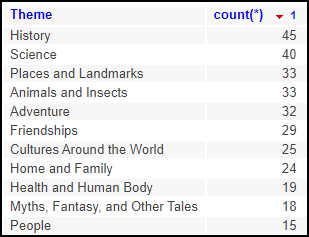 Theme count(*) 1
History 45
Science 40
Places and Landmarks 33
Animals and Insects 33
Adventure 32
Friendships 29
Cultures Around the World 25
Home and Family 24
Health and Human Body 19
Myths, Fantasy, and Other Tales 18
People 15